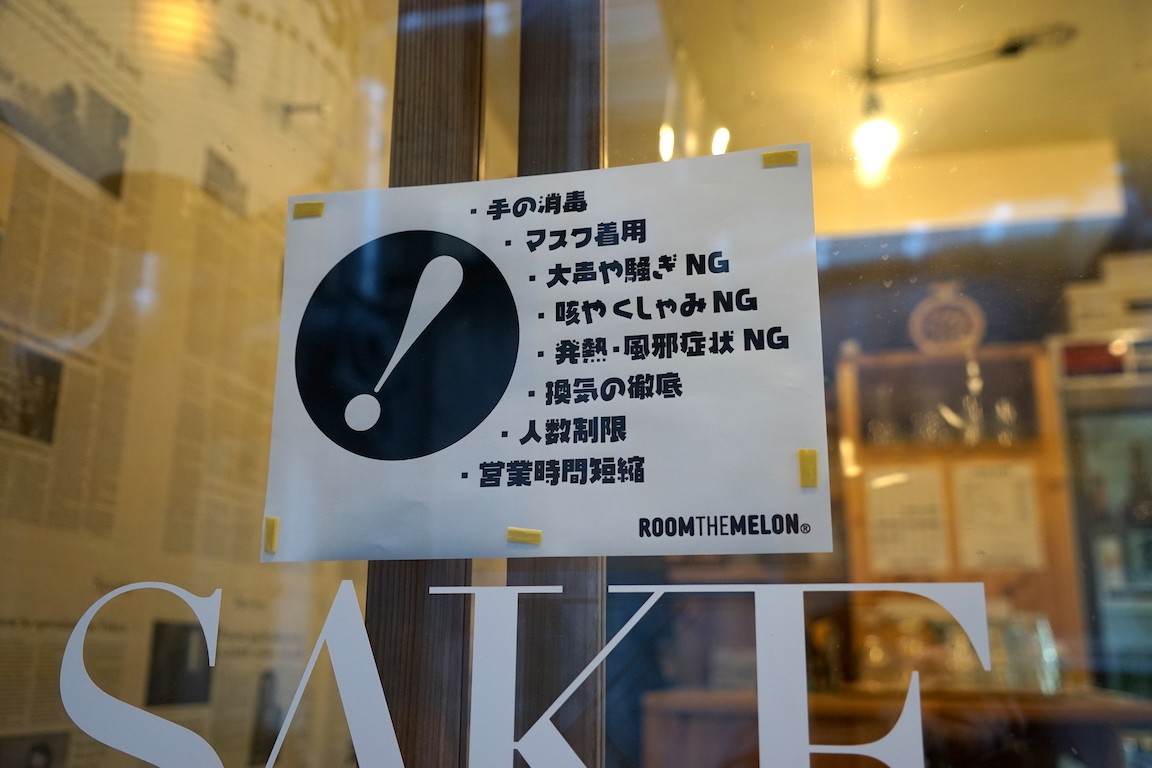 ・手の消毒
・マスク着用
・大声や騒ぎ NG
・咳やくしゃみ NG
・発熱・風邪症状 NG
・換気の徹底
・人数制限
・営業時間短縮
ROOMTHEMELON®
SAKE